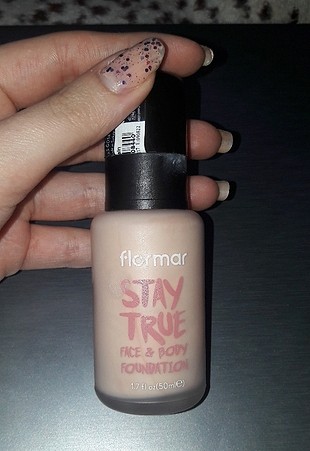 flormar
STAY
TRUE
FACE & BODY
FOUNDATION
1.7 fl oz (50ml ℮)